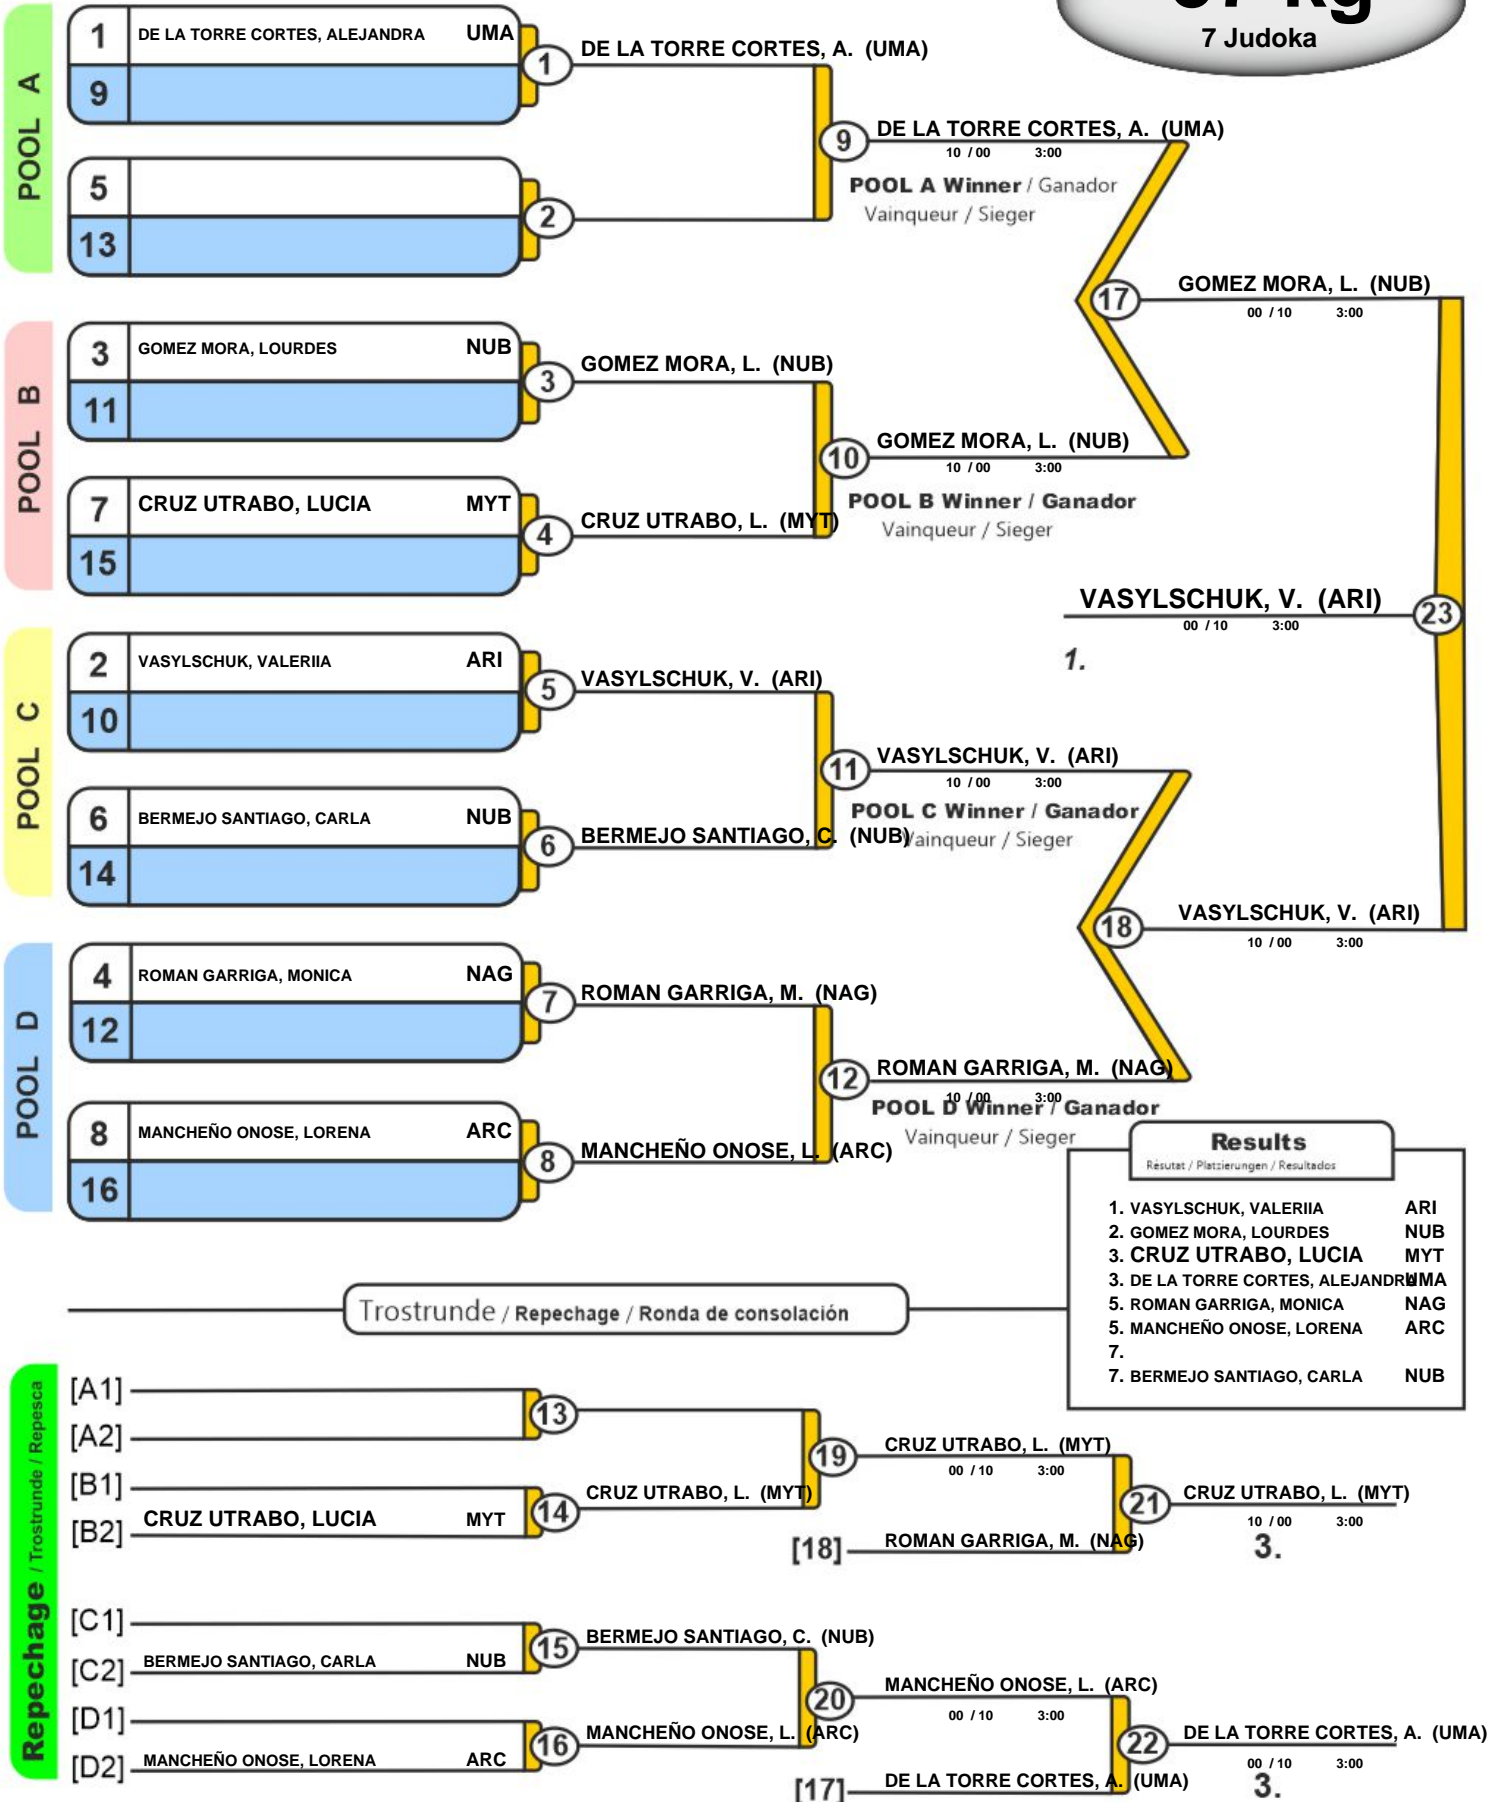 7 Judoka
POOL A
1 DE LA TORRE CORTES, ALEJANDRA UMA
9
1 DE LA TORRE CORTES, A. (UMA)
5
13
2
9 DE LA TORRE CORTES, A. (UMA)
10 / 00 3:00
POOL A Winner / Ganador
Vainqueur / Sieger
17 GOMEZ MORA, L. (NUB)
00 / 10 3:00
POOL B
3 GOMEZ MORA, LOURDES NUB
11
3 GOMEZ MORA, L. (NUB)
7 CRUZ UTRABO, LUCIA MYT
15
4 CRUZ UTRABO, L. (MYT)
10 GOMEZ MORA, L. (NUB)
10 / 00 3:00
POOL B Winner / Ganador
Vainqueur / Sieger
VASYLSCHUK, V. (ARI) 23
00 / 10 3:00
1.
POOL C
2 VASYLSCHUK, VALERIIA ARI
10
5 VASYLSCHUK, V. (ARI)
6 BERMEJO SANTIAGO, CARLA NUB
14
6 BERMEJO SANTIAGO, C. (NUB)
11 VASYLSCHUK, V. (ARI)
10 / 00 3:00
POOL C Winner / Ganador
Vainqueur / Sieger
18 VASYLSCHUK, V. (ARI)
10 / 00 3:00
POOL D
4 ROMAN GARRIGA, MONICA NAG
12
7 ROMAN GARRIGA, M. (NAG)
8 MANCHEÑO ONOSE, LORENA ARC
16
8 MANCHEÑO ONOSE, L. (ARC)
12 ROMAN GARRIGA, M. (NAG)
10 / 00 3:00
POOL D Winner / Ganador
Vainqueur / Sieger
Results
Résutat / Platzierungen / Resultados
1. VASYLSCHUK, VALERIIA ARI
2. GOMEZ MORA, LOURDES NUB
3. CRUZ UTRABO, LUCIA MYT
3. DE LA TORRE CORTES, ALEJANDRA UMA
5. ROMAN GARRIGA, MONICA NAG
5. MANCHEÑO ONOSE, LORENA ARC
7.
7. BERMEJO SANTIAGO, CARLA NUB
Trostrunde / Repechage / Ronda de consolación
Repechage / Trostrunde / Repesca
[A1]
[A2]
13
[B1]
[B2] CRUZ UTRABO, LUCIA MYT
14 CRUZ UTRABO, L. (MYT)
19 CRUZ UTRABO, L. (MYT)
00 / 10 3:00
[18] ROMAN GARRIGA, M. (NAG)
21 CRUZ UTRABO, L. (MYT)
10 / 00 3:00
3.
[C1]
[C2] BERMEJO SANTIAGO, CARLA NUB
15 BERMEJO SANTIAGO, C. (NUB)
[D1]
[D2] MANCHEÑO ONOSE, LORENA ARC
16 MANCHEÑO ONOSE, L. (ARC)
20 MANCHEÑO ONOSE, L. (ARC)
00 / 10 3:00
[17] DE LA TORRE CORTES, A. (UMA)
22 DE LA TORRE CORTES, A. (UMA)
00 / 10 3:00
3.